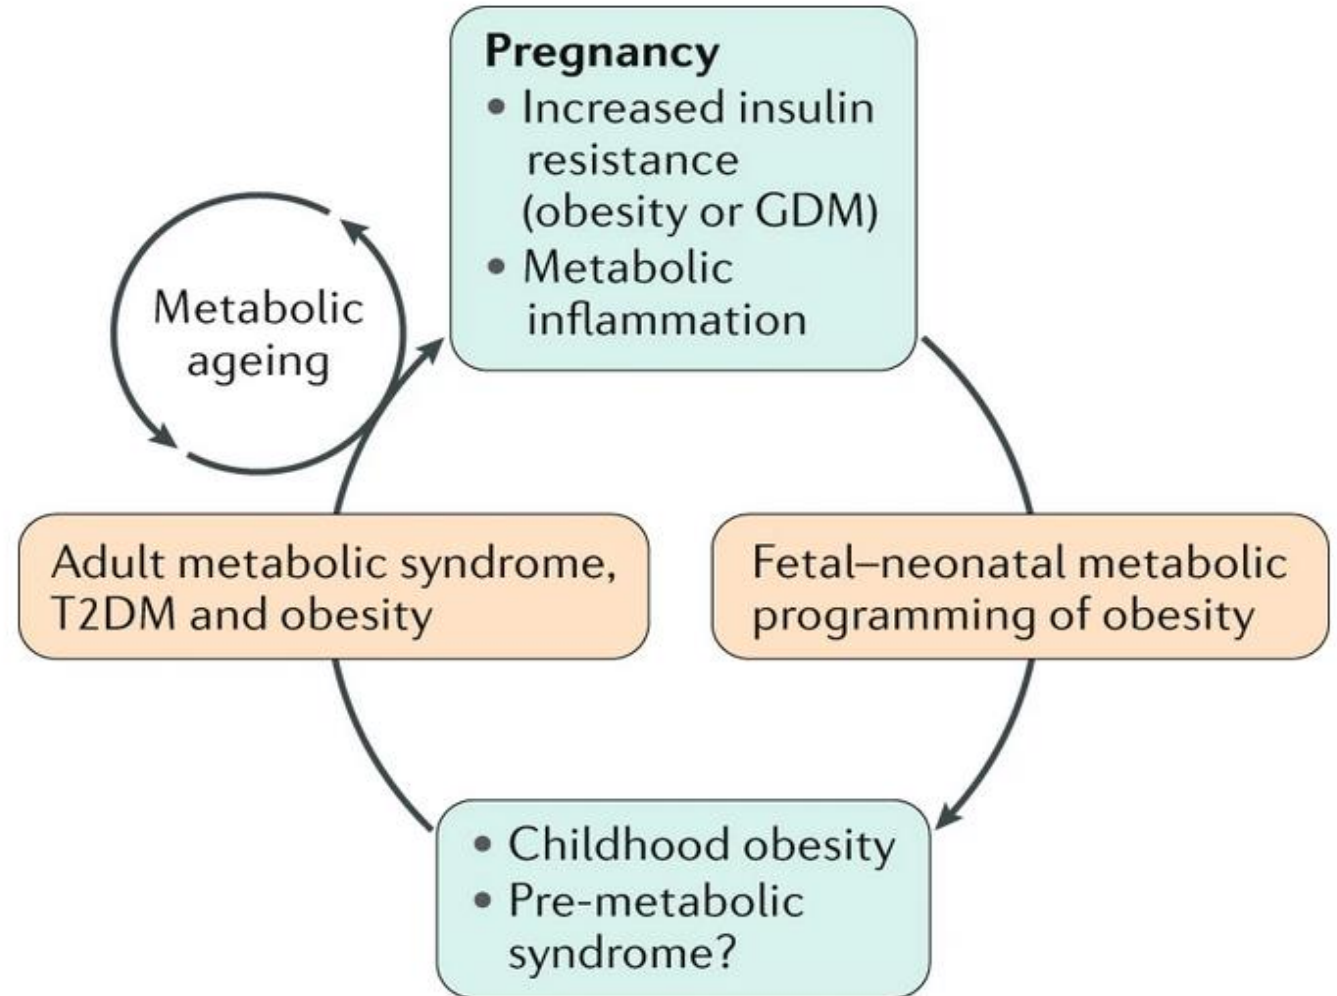 Pregnancy
• Increased insulin
resistance
(obesity or GDM)
• Metabolic
inflammation
Metabolic
ageing
Adult metabolic syndrome,
T2DM and obesity
Fetal–neonatal metabolic
programming of obesity
• Childhood obesity
• Pre-metabolic
syndrome?